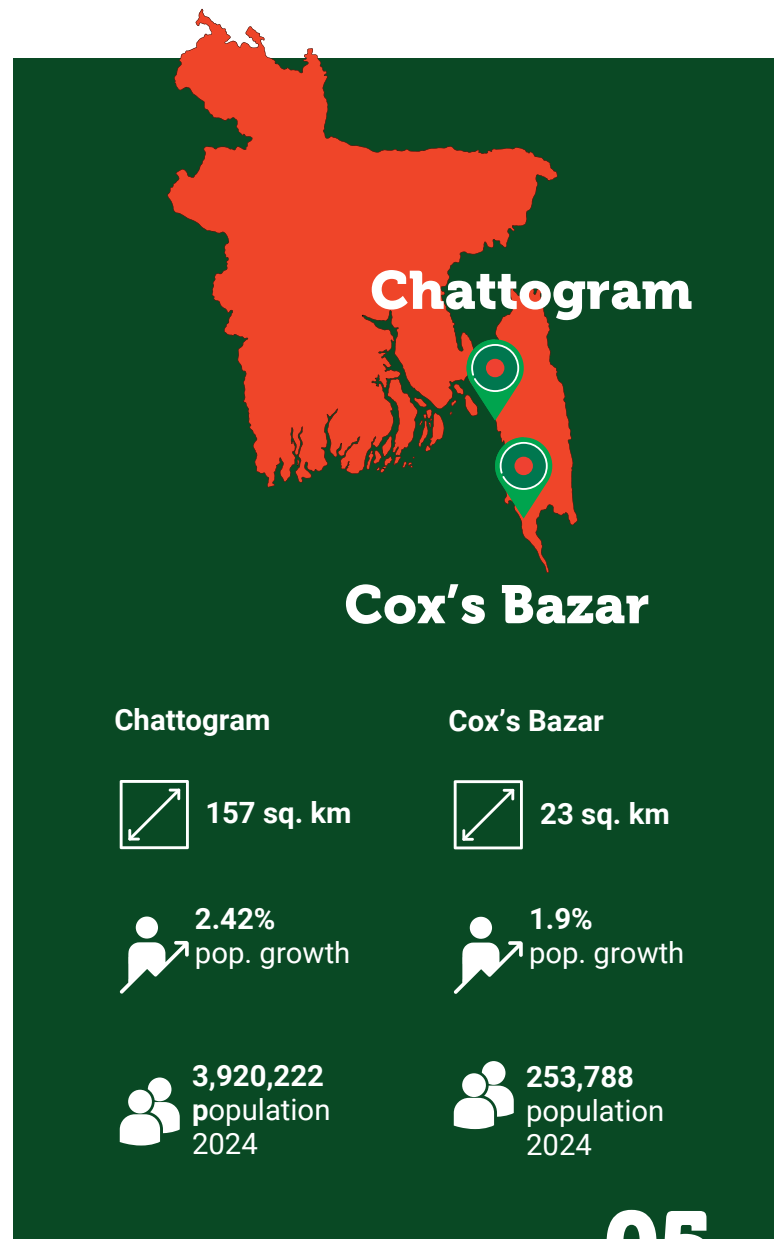 Chattogram
Cox’s Bazar
Chattogram
157 sq. km
2.42%
pop. growth
3,920,222
population
2024
Cox’s Bazar
23 sq. km
1.9%
pop. growth
253,788
population
2024
05